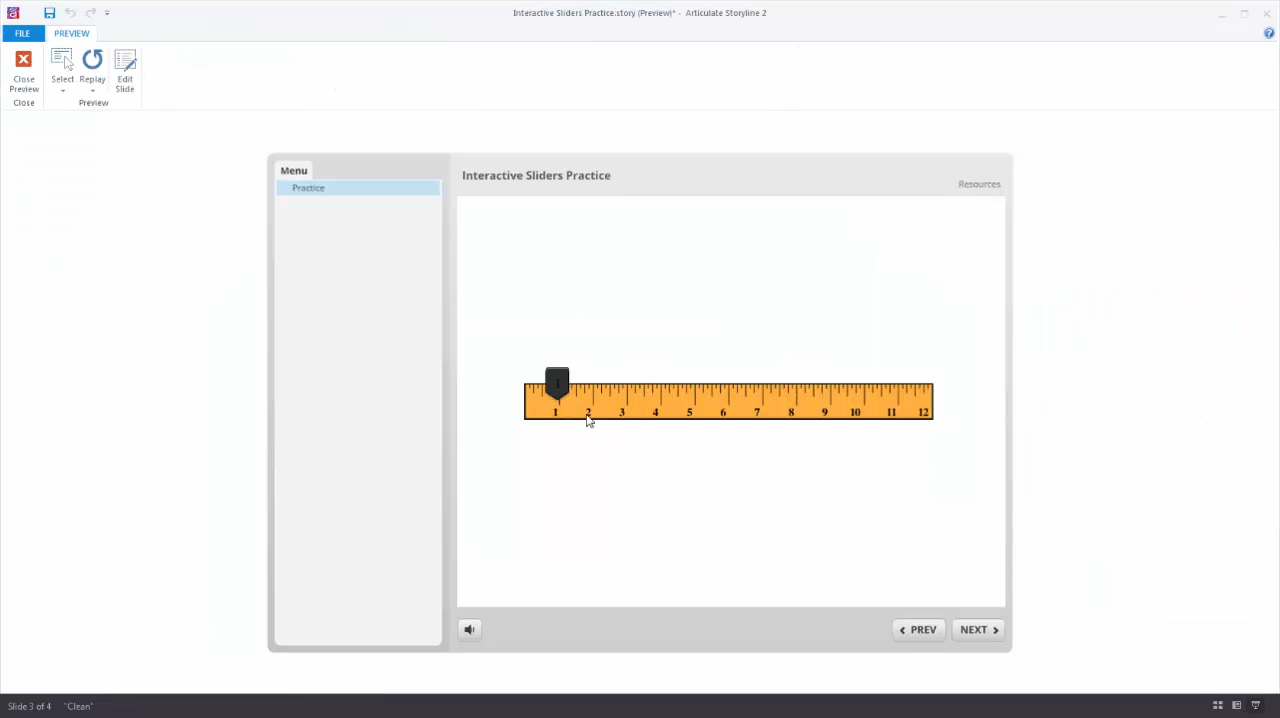 Interactive Sliders Practice.story (Preview)* - Articulate Storyline 2
FILE
PREVIEW
Close Preview
Select
Replay
Edit Slide
Close
Preview
Menu
Practice
Interactive Sliders Practice
Resources
1 2 3 4 5 6 7 8 9 10 11 12
PREV
NEXT
Slide 3 of 4
"Clean"